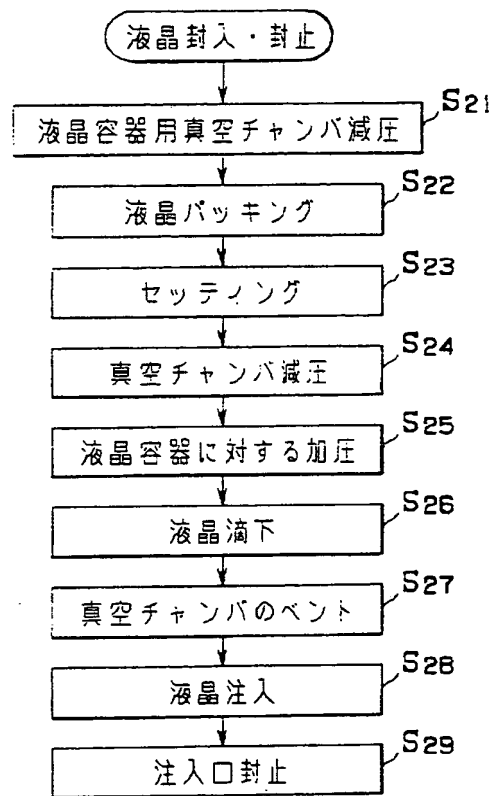 液晶封入・封止
S21
液晶容器用真空チャンバ減圧
S22
液晶パッキング
S23
セッティング
S24
真空チャンバ減圧
S25
液晶容器に対する加圧
S26
液晶滴下
S27
真空チャンバのベント
S28
液晶注入
S29
注入口封止